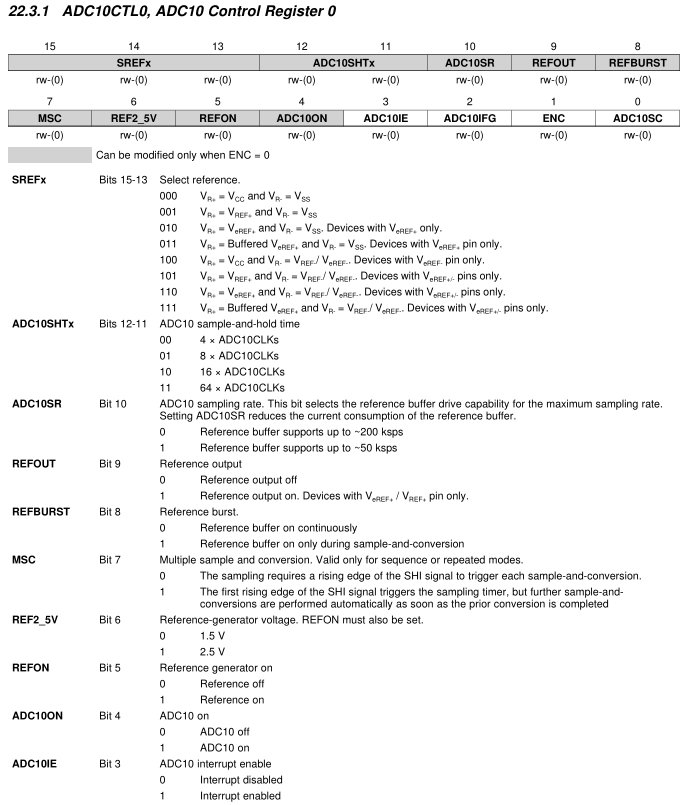 22.3.1 ADC10CTL0, ADC10 Control Register 0
15 14 13 12 11 10 9 8
SREFx ADC10SHTx ADC10SR REFOUT REFBURST
rw-(0) rw-(0) rw-(0) rw-(0) rw-(0) rw-(0) rw-(0) rw-(0)
7 6 5 4 3 2 1 0
MSC REF2_5V REFON ADC10ON ADC10IE ADC10IFG ENC ADC10SC
rw-(0) rw-(0) rw-(0) rw-(0) rw-(0) rw-(0) rw-(0) rw-(0)
Can be modified only when ENC = 0
SREFx Bits 15-13 Select reference.
000 VR+ = VCC and VR- = VSS
001 VR+ = VREF+ and VR- = VSS
010 VR+ = VeREF+ and VR- = VSS. Devices with VeREF+ only.
011 VR+ = Buffered VeREF+ and VR- = VSS. Devices with VeREF+ pin only.
100 VR+ = VCC and VR- = VREF-/ VeREF-. Devices with VeREF- pin only.
101 VR+ = VREF+ and VR- = VREF-/ VeREF-. Devices with VeREF+/- pins only.
110 VR+ = VeREF+ and VR- = VREF-/ VeREF-. Devices with VeREF+/- pins only.
111 VR+ = Buffered VeREF+ and VR- = VREF-/ VeREF-. Devices with VeREF+/- pins only.
ADC10SHTx Bits 12-11 ADC10 sample-and-hold time
00 4 × ADC10CLKs
01 8 × ADC10CLKs
10 16 × ADC10CLKs
11 64 × ADC10CLKs
ADC10SR Bit 10 ADC10 sampling rate. This bit selects the reference buffer drive capability for the maximum sampling rate.
Setting ADC10SR reduces the current consumption of the reference buffer.
0 Reference buffer supports up to ~200 ksps
1 Reference buffer supports up to ~50 ksps
REFOUT Bit 9 Reference output
0 Reference output off
1 Reference output on. Devices with VeREF+ / VREF+ pin only.
REFBURST Bit 8 Reference burst.
0 Reference buffer on continuously
1 Reference buffer on only during sample-and-conversion
MSC Bit 7 Multiple sample and conversion. Valid only for sequence or repeated modes.
0 The sampling requires a rising edge of the SHI signal to trigger each sample-and-conversion.
1 The first rising edge of the SHI signal triggers the sampling timer, but further sample-and-
conversions are performed automatically as soon as the prior conversion is completed
REF2_5V Bit 6 Reference-generator voltage. REFON must also be set.
0 1.5 V
1 2.5 V
REFON Bit 5 Reference generator on
0 Reference off
1 Reference on
ADC10ON Bit 4 ADC10 on
0 ADC10 off
1 ADC10 on
ADC10IE Bit 3 ADC10 interrupt enable
0 Interrupt disabled
1 Interrupt enabled